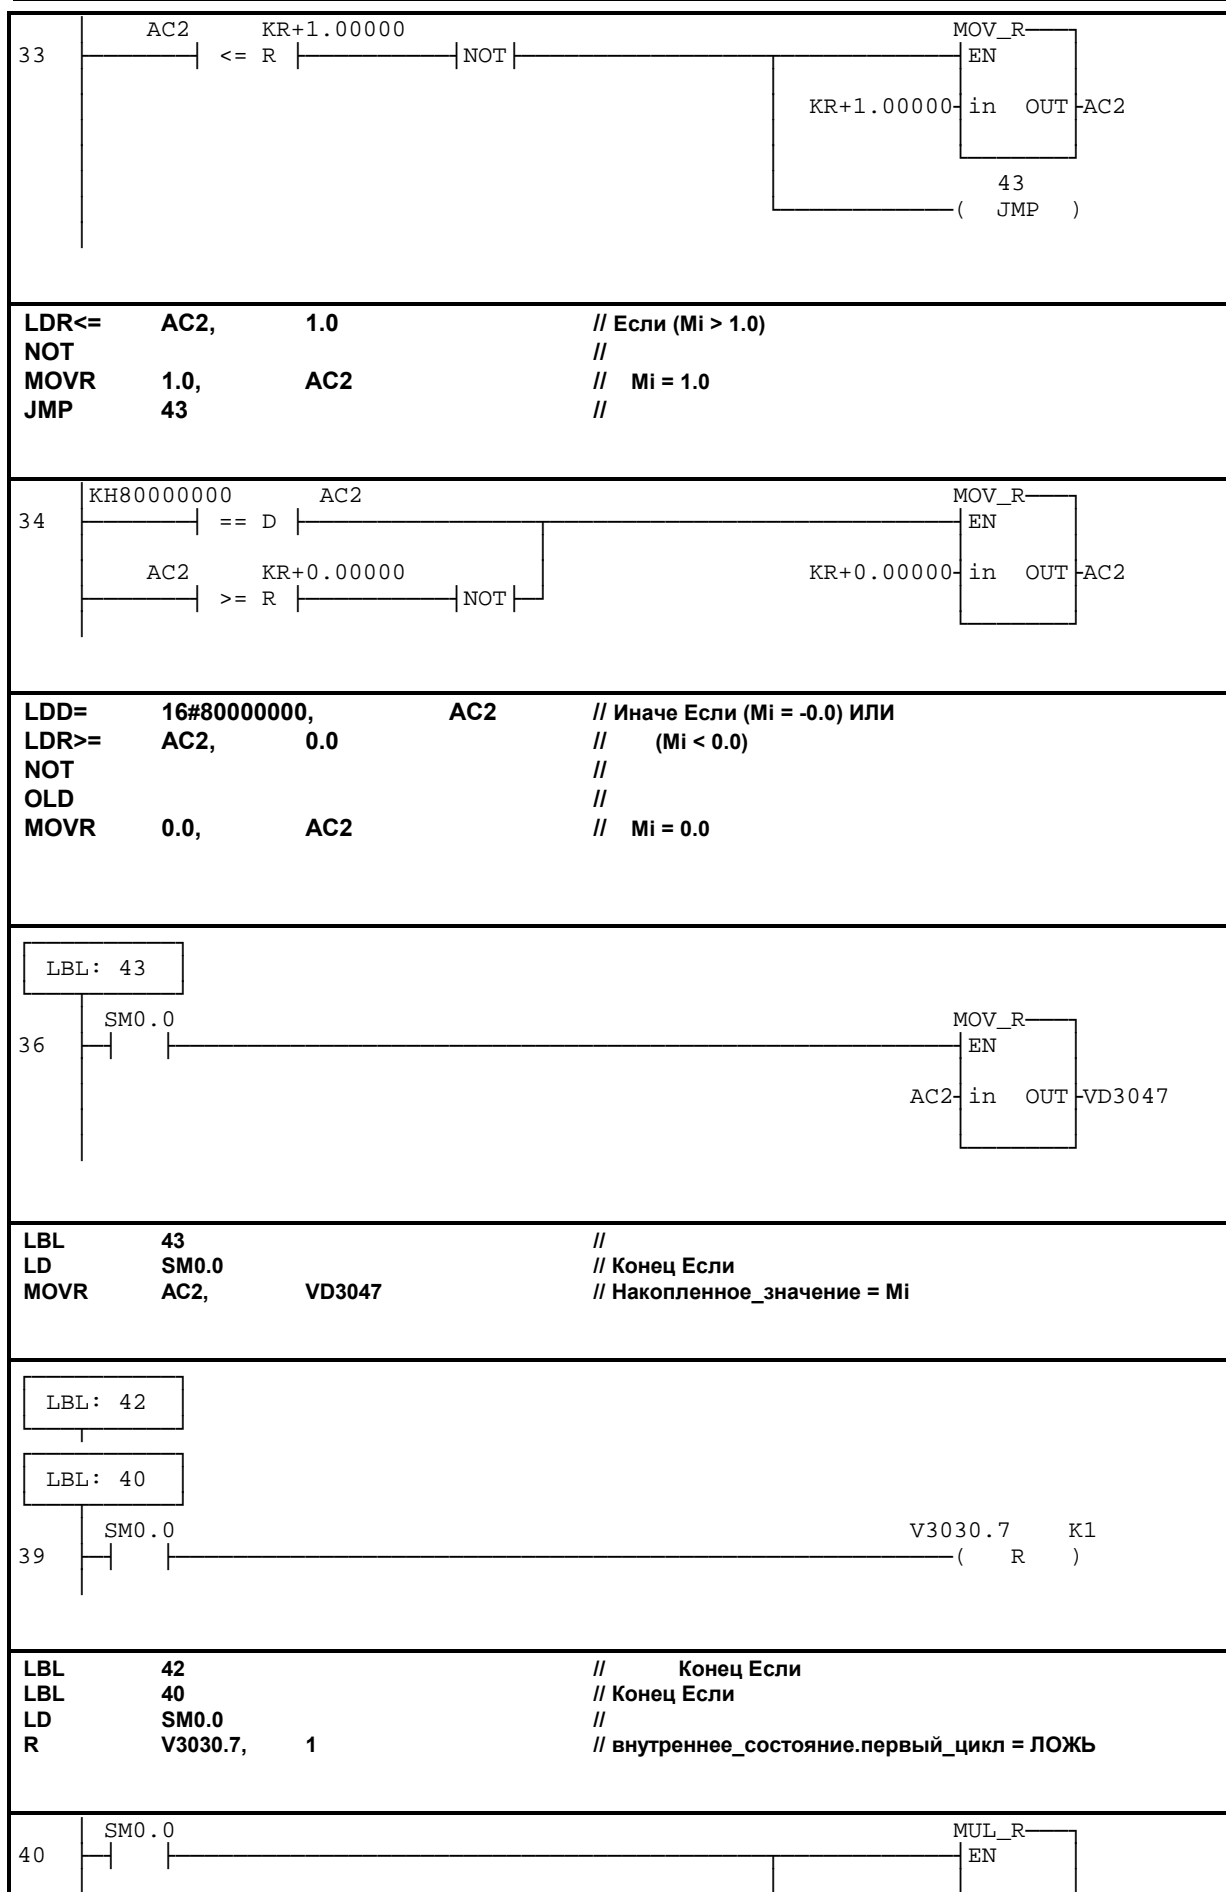 AC2 KR+1.00000 MOV_R
33 <= R NOT EN
KR+1.00000 in OUT AC2
43
( JMP )
LDR<= AC2, 1.0 // Если (Mi > 1.0)
NOT //
MOVR 1.0, AC2 // Mi = 1.0
JMP 43 //
KH80000000 AC2 MOV_R
34 == D EN
AC2 KR+0.00000 KR+0.00000 in OUT AC2
>= R NOT
LDD= 16#80000000, AC2 // Иначе Если (Mi = -0.0) ИЛИ
LDR>= AC2, 0.0 // (Mi < 0.0)
NOT //
OLD //
MOVR 0.0, AC2 // Mi = 0.0
LBL: 43
SM0.0 MOV_R
36 EN
AC2 in OUT VD3047
LBL 43 //
LD SM0.0 // Конец Если
MOVR AC2, VD3047 // Накопленное_значение = Mi
LBL: 42
LBL: 40
SM0.0 V3030.7 K1
39 ( R )
LBL 42 // Конец Если
LBL 40 // Конец Если
LD SM0.0 //
R V3030.7, 1 // внутреннее_состояние.первый_цикл = ЛОЖЬ
SM0.0 MUL_R
40 EN